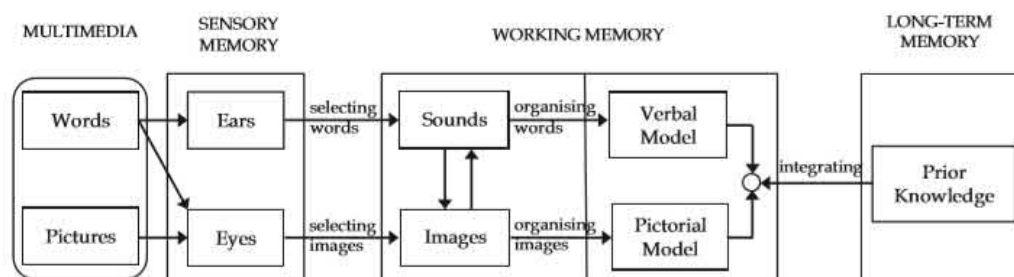 MULTIMEDIA
SENSORY
MEMORY
WORKING MEMORY
LONG-TERM
MEMORY
Words
Ears
selecting
words
Sounds
organising
words
Verbal
Model
integrating
Prior
Knowledge
Pictures
Eyes
selecting
images
Images
organising
images
Pictorial
Model